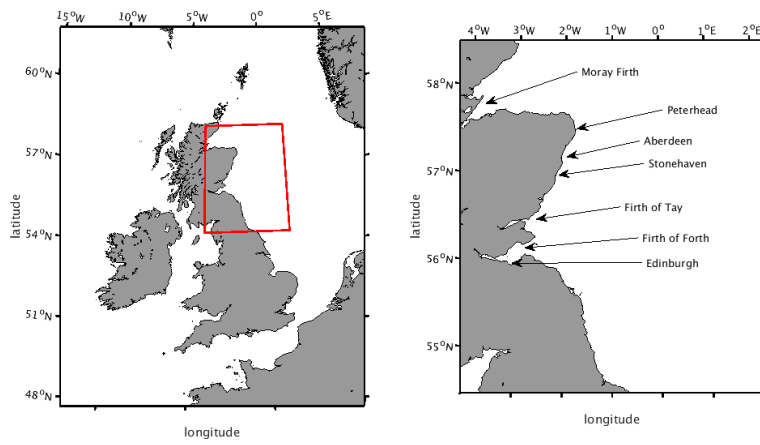 15°W 10°W 5°W 0° 5°E
60°N
57°N
54°N
51°N
48°N
latitude
longitude
4°W 3°W 2°W 0° 1°E 2°E
58°N
57°N
56°N
55°N
latitude
longitude
Moray Firth
Peterhead
Aberdeen
Stonehaven
Firth of Tay
Firth of Forth
Edinburgh